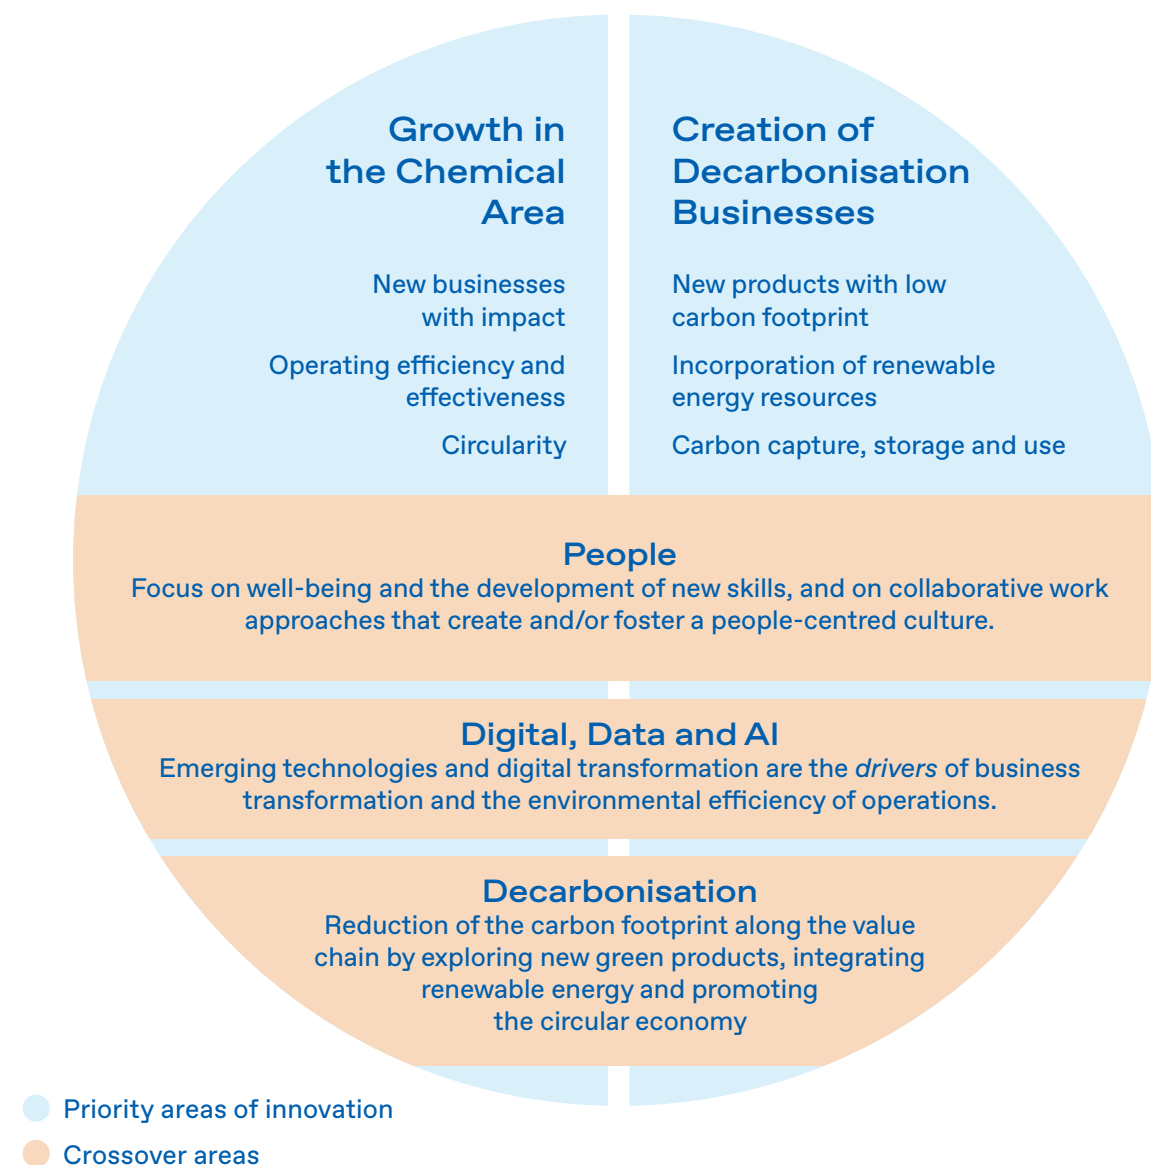 Growth in
the Chemical
Area
New businesses
with impact
Operating efficiency and
effectiveness
Circularity
Creation of
Decarbonisation
Businesses
New products with low
carbon footprint
Incorporation of renewable
energy resources
Carbon capture, storage and use
People
Focus on well-being and the development of new skills, and on collaborative work
approaches that create and/or foster a people-centred culture.
Digital, Data and AI
Emerging technologies and digital transformation are the drivers of business
transformation and the environmental efficiency of operations.
Decarbonisation
Reduction of the carbon footprint along the value
chain by exploring new green products, integrating
renewable energy and promoting
the circular economy
Priority areas of innovation
Crossover areas